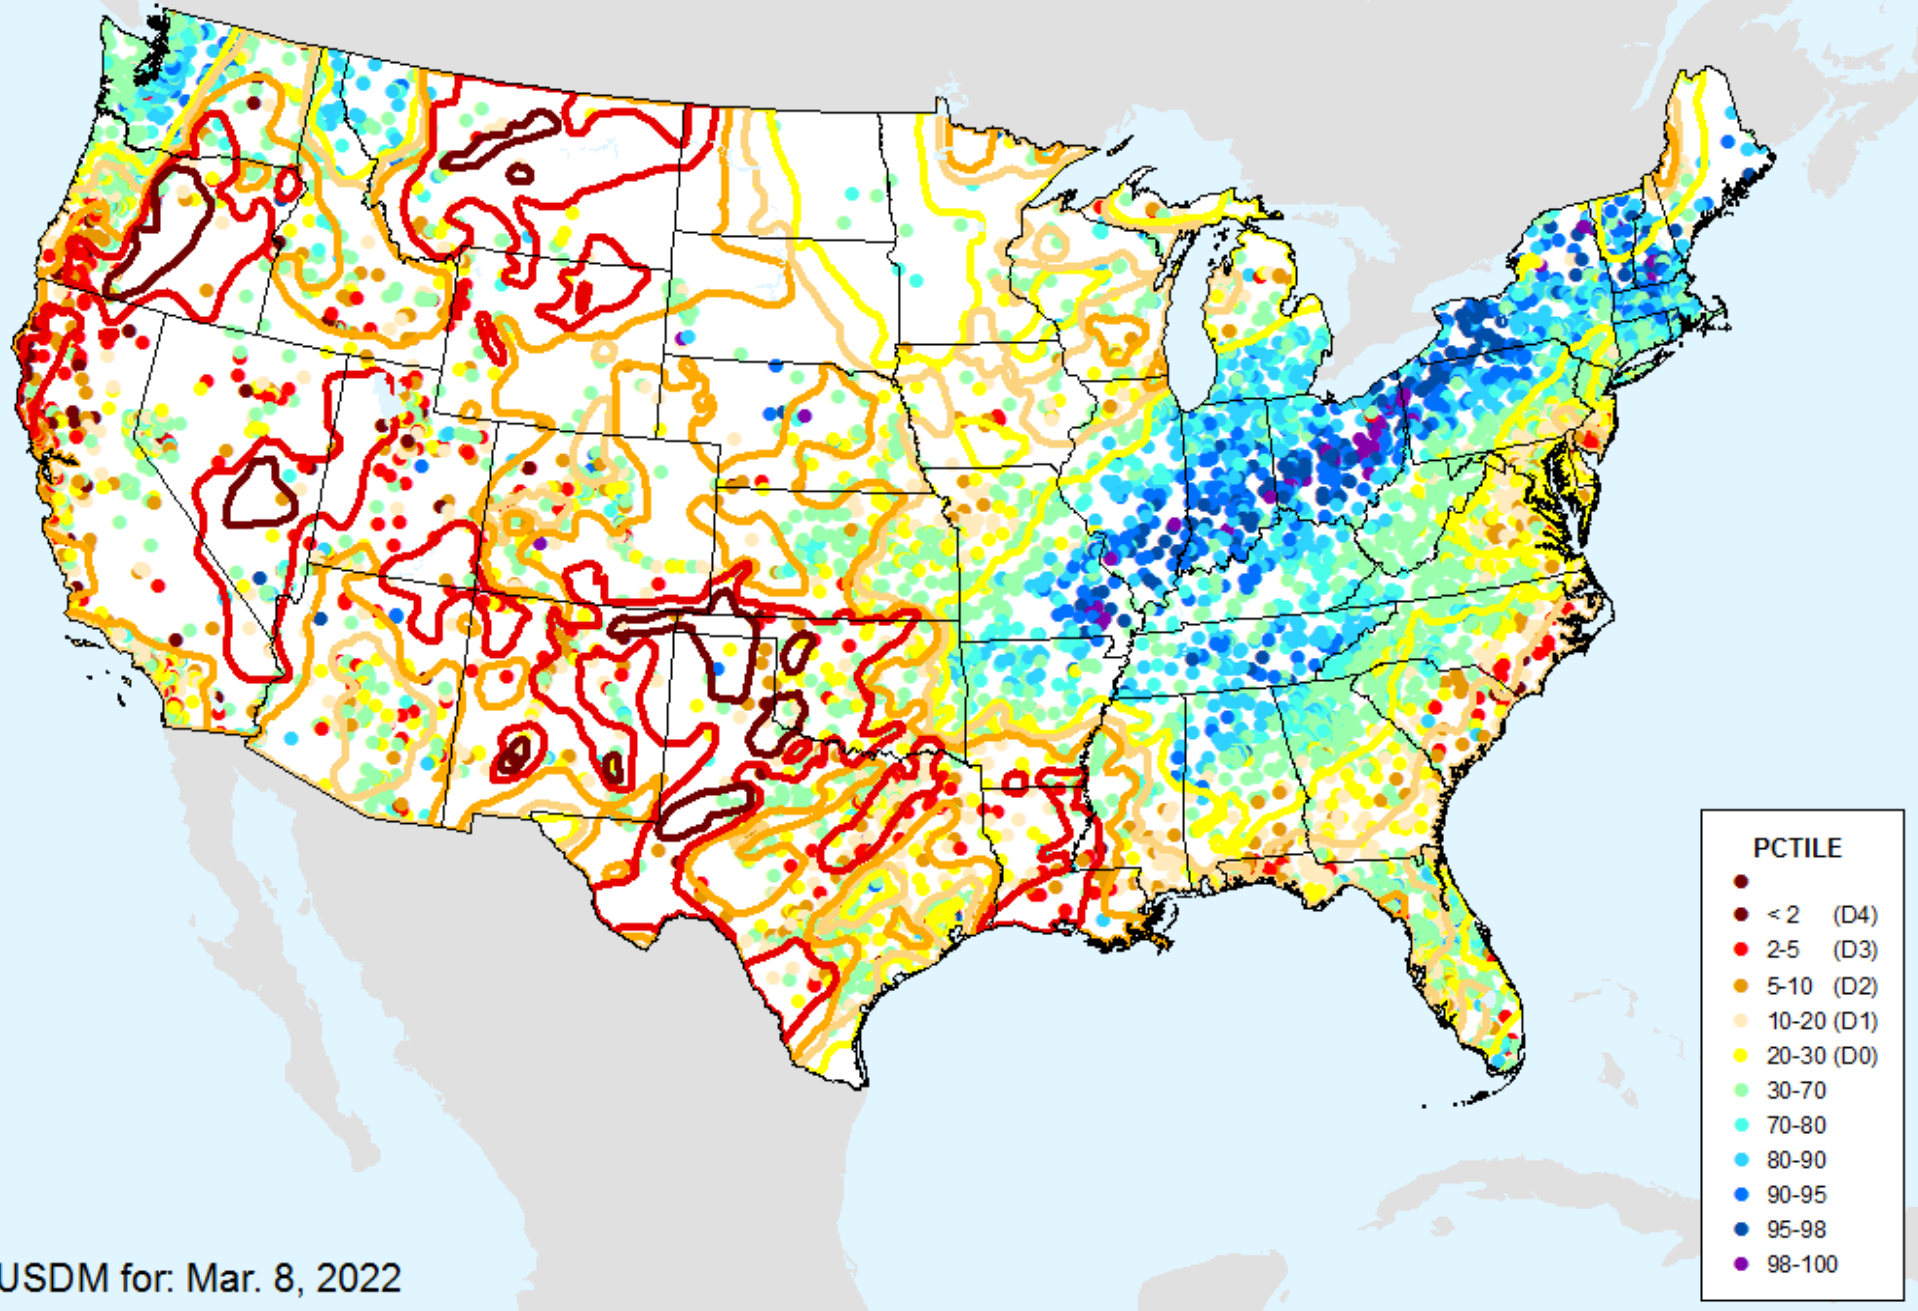 PCTILE
< 2 (D4)
2-5 (D3)
5-10 (D2)
10-20 (D1)
20-30 (D0)
30-70
70-80
80-90
90-95
95-98
98-100
USDM for: Mar. 8, 2022